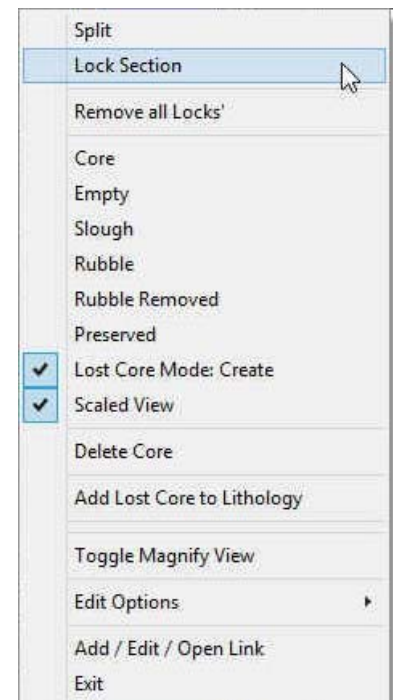 Split
Lock Section
Remove all Locks'
Core
Empty
Slough
Rubble
Rubble Removed
Preserved
Lost Core Mode: Create
Scaled View
Delete Core
Add Lost Core to Lithology
Toggle Magnify View
Edit Options
Add / Edit / Open Link
Exit